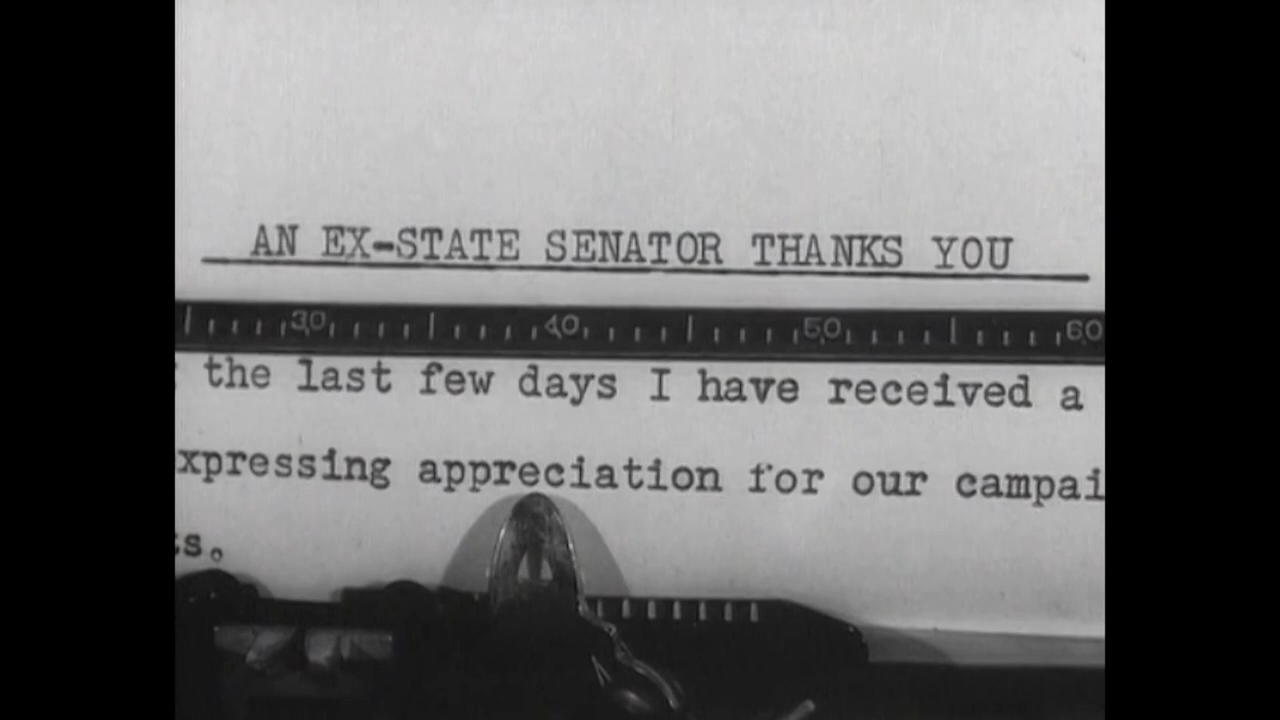 AN EX-STATE SENATOR THANKS YOU
30 40 50 60
the last few days I have received a
xpressing appreciation for our campai
s.